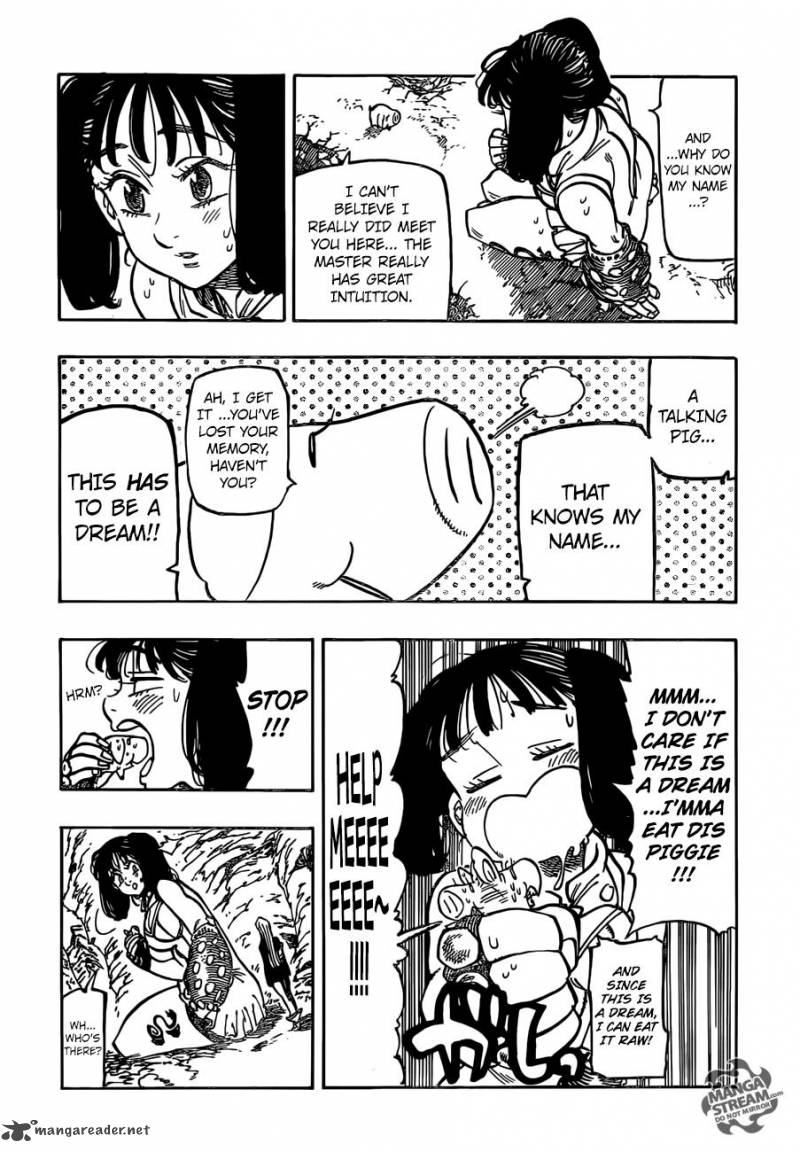 AND
...WHY DO
YOU KNOW
MY NAME
...?
I CAN'T
BELIEVE I
REALLY DID MEET
YOU HERE... THE
MASTER REALLY
HAS GREAT
INTUITION.
A
TALKING
PIG...
THAT
KNOWS MY
NAME...
AH, I GET
IT ...YOU'VE
LOST YOUR
MEMORY,
HAVEN'T
YOU?
THIS HAS
TO BE A
DREAM!!
MMM...
I DON'T
CARE IF
THIS IS
A DREAM
...I'MMA
EAT DIS
PIGGIE
!!!
AND
SINCE
THIS IS
A DREAM,
I CAN EAT
IT RAW!
HELP
MEEEE
EEEE~
!!!!
ガしっ
STOP
!!!
HRM?
WH...
WHO'S
THERE?
MANGA
STREAM.com
DO NOT MIRROR
mangareader.net